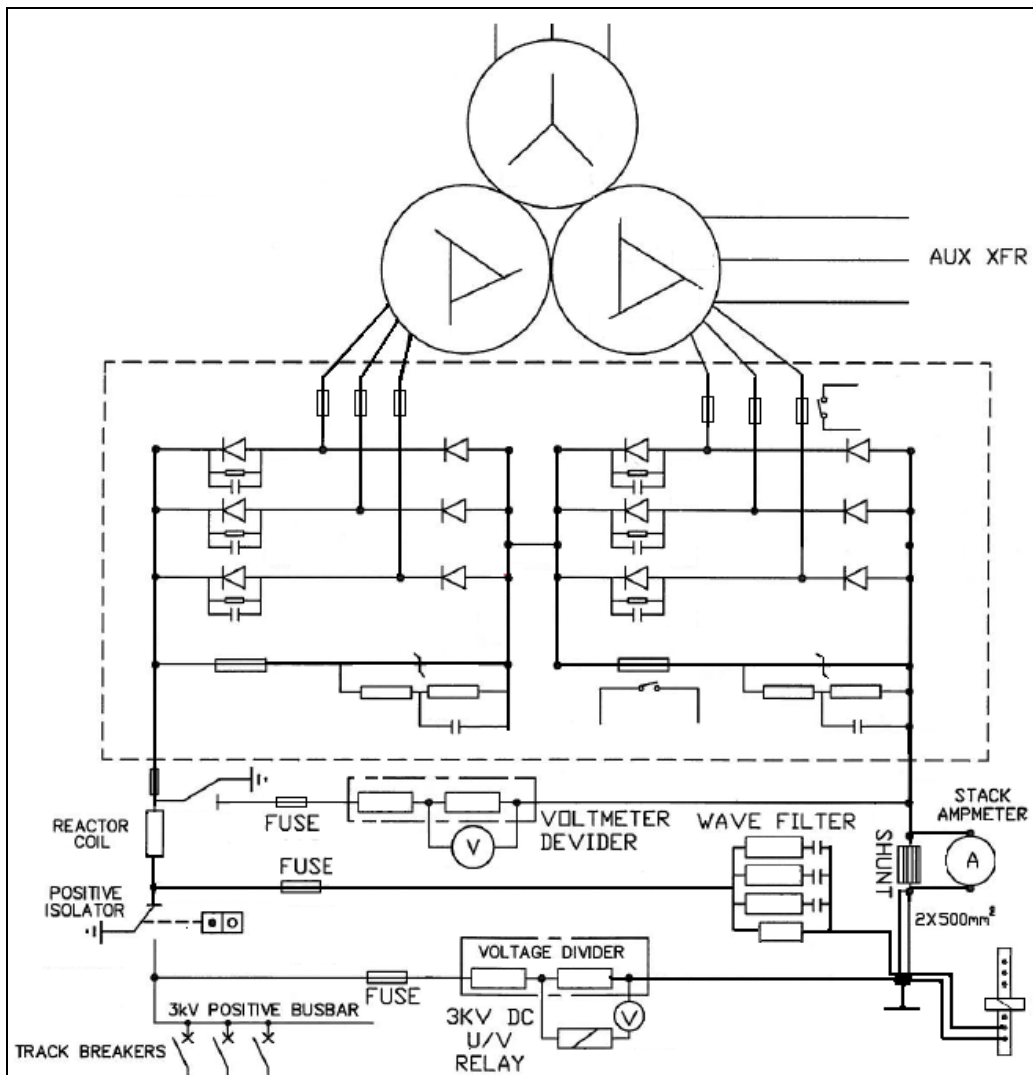 AUX XFR
STACK
AMPMETER
A
SHUNT
2X500mm²
FUSE
VOLTMETER
DEVIDER
V
WAVE FILTER
REACTOR
COIL
FUSE
POSITIVE
ISOLATOR
VOLTAGE DIVIDER
FUSE
3kV POSITIVE BUSBAR
3KV DC
U/V
RELAY
V
TRACK BREAKERS